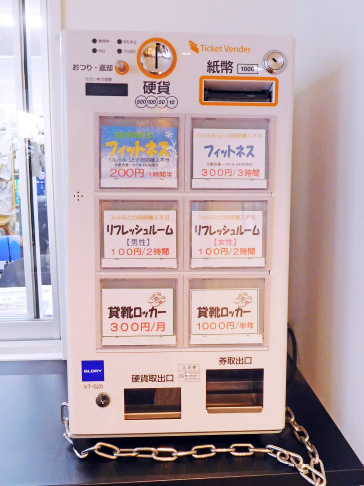 Ticket Vender
おつり・返却
硬貨
500 100 50 10
紙幣
1000
フィットネス
200円 1時間半
フィットネス
300円/3時間
リフレッシュルーム
【男性】
100円/2時間
リフレッシュルーム
【女性】
100円/2時間
貸靴ロッカー
300円/月
貸靴ロッカー
1000円/半年
GLORY
VT-S20
硬貨取出口
券取出口